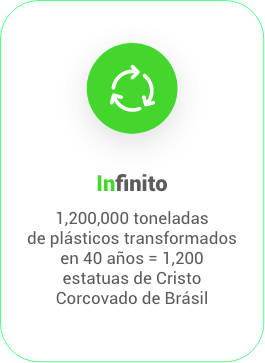 Infinito
1,200,000 toneladas
de plásticos transformados
en 40 años = 1,200
estatuas de Cristo
Corcovado de Brásil